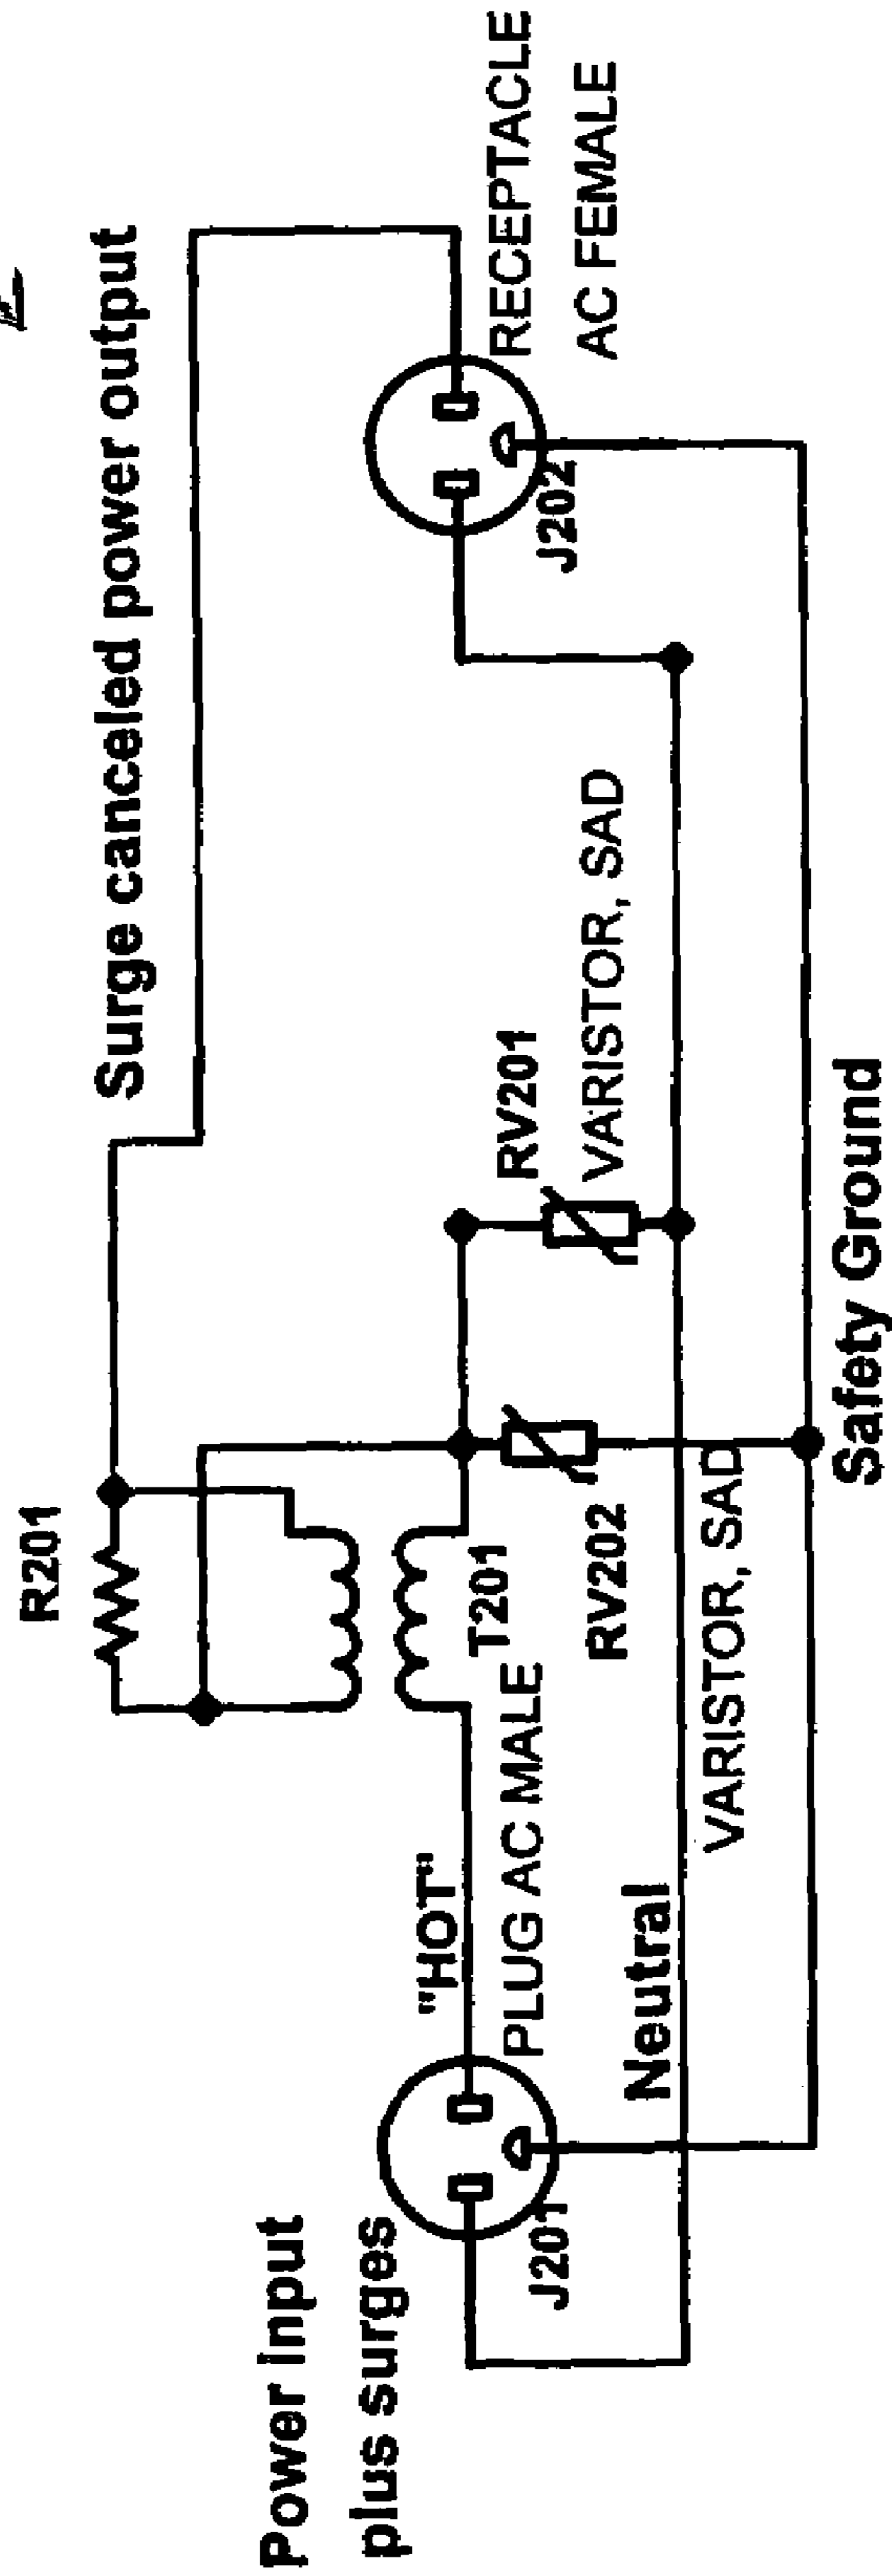 Surge canceled power output
R201
RECEPTACLE
AC FEMALE
J202
RV201
VARISTOR, SAD
T201
RV202
VARISTOR, SAD
"HOT"
PLUG AC MALE
Power input
plus surges
J201
Neutral
Safety Ground